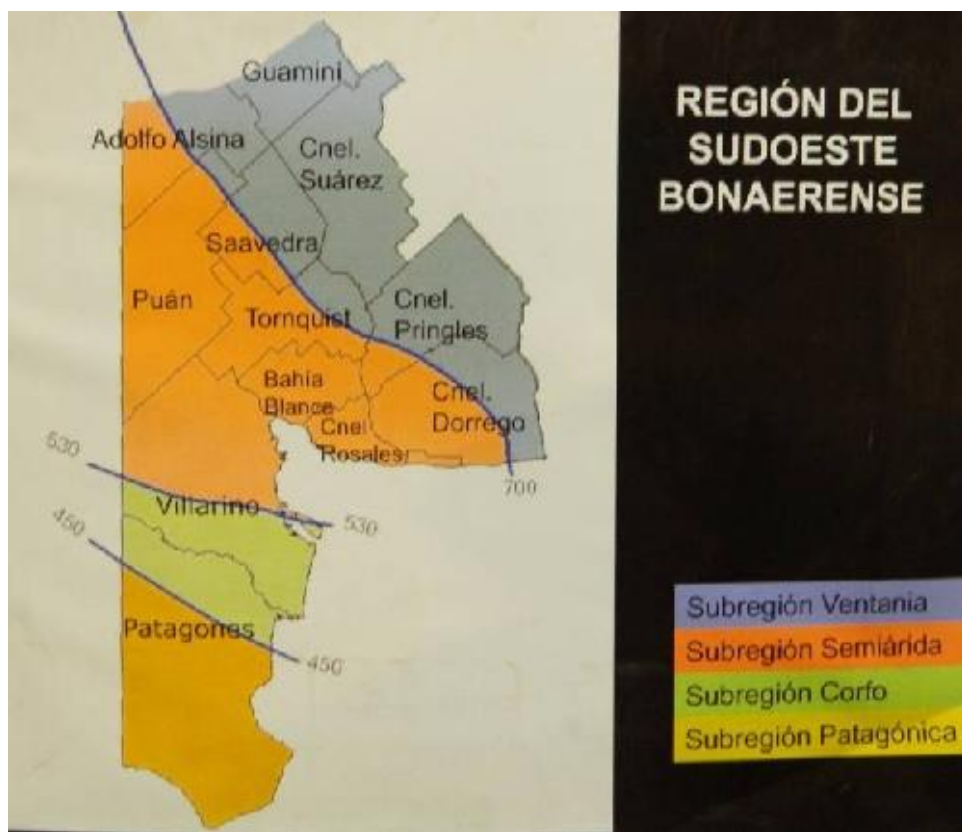 REGIÓN DEL
SUDOESTE
BONAERENSE
Guaminí
Adolfo Alsina
Cnel.
Suárez
Saavedra
Puán
Tornquist
Cnel.
Pringles
Bahía
Blanca
Cnel.
Dorrego
Cnel
Rosales
530
700
Villarino
530
450
Patagones
450
Subregión Ventania
Subregión Semiárida
Subregión Corfo
Subregión Patagónica